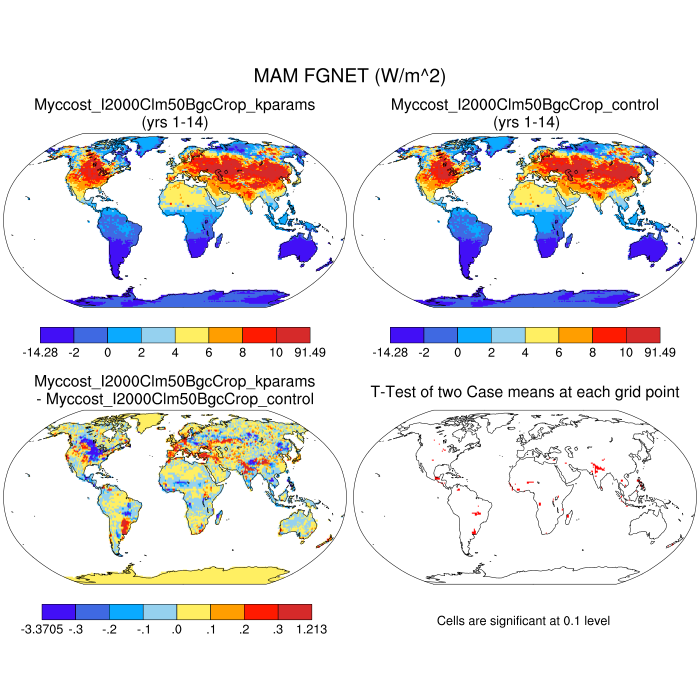 MAM FGNET (W/m^2)
Myccost_I2000Clm50BgcCrop_kparams
(yrs 1-14)
Myccost_I2000Clm50BgcCrop_control
(yrs 1-14)
-14.28 -2 0 2 4 6 8 10 91.49
-14.28 -2 0 2 4 6 8 10 91.49
Myccost_I2000Clm50BgcCrop_kparams
- Myccost_I2000Clm50BgcCrop_control
T-Test of two Case means at each grid point
-3.3705 -.3 -.2 -.1 .0 .1 .2 .3 1.213
Cells are significant at 0.1 level